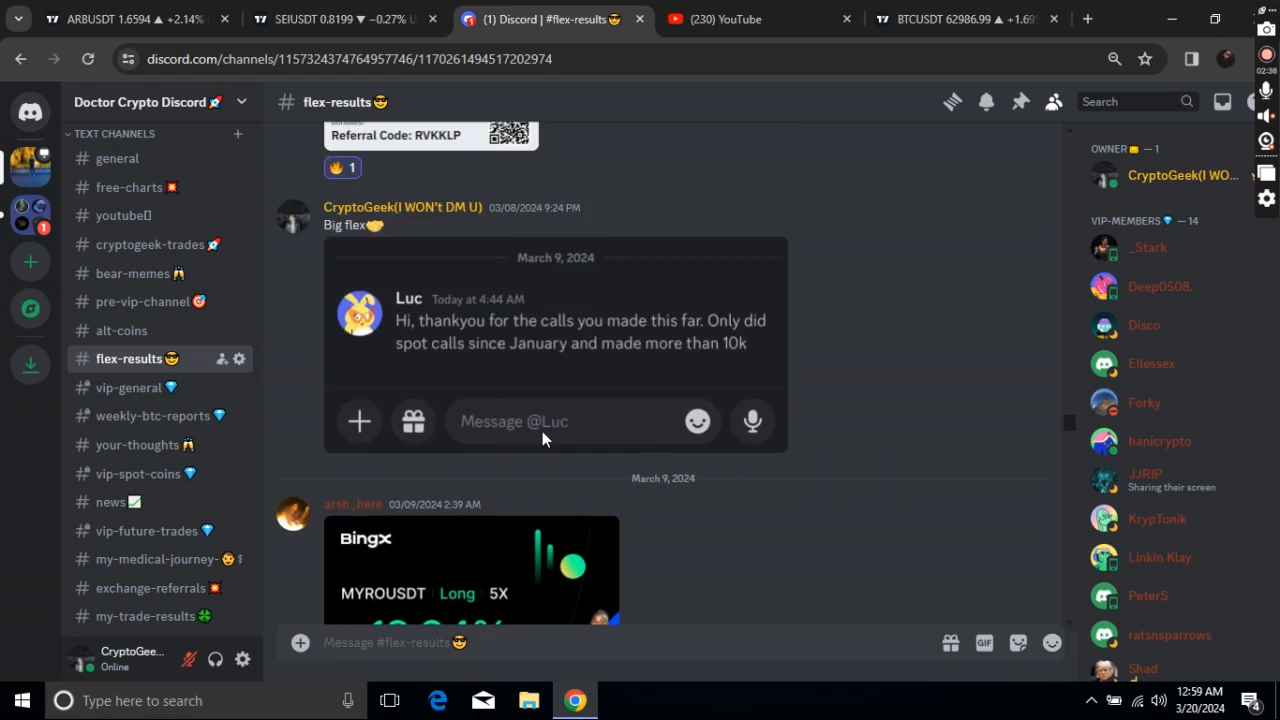 ARBUSDT 1.6594 ▲ +2.14%
SEIUSDT 0.8199 ▼ −0.27% U
(1) Discord | #flex-results😎
(230) YouTube
BTCUSDT 62986.99 ▲ +1.69
discord.com/channels/1157324374764957746/1170261494517202974
02:36
Doctor Crypto Discord🚀
# flex-results😎
Search
TEXT CHANNELS
general
free-charts💥
youtube
cryptogeek-trades🚀
bear-memes🥂
pre-vip-channel🎯
alt-coins
flex-results😎
vip-general💎
weekly-btc-reports💎
your-thoughts🥂
vip-spot-coins💎
news📈
vip-future-trades💎
my-medical-journey-👨‍⚕
exchange-referrals💥
my-trade-results🍀
1
CryptoGee...
Online
Referral Code: RVKKLP
🔥 1
CryptoGeek(I WON't DM U) 03/08/2024 9:24 PM
Big flex🤝
March 9, 2024
Luc Today at 4:44 AM
Hi, thankyou for the calls you made this far. Only did
spot calls since January and made more than 10k
Message @Luc
March 9, 2024
arsh_here 03/09/2024 2:39 AM
BingX
MYROUSDT Long 5X
Message #flex-results😎
GIF
OWNER👑 — 1
CryptoGeek(I WO...
VIP-MEMBERS💎 — 14
_Stark
Deep0508.
Disco
Ellessex
Forky
hanicrypto
JJRIP
Sharing their screen
KrypTonik
Linkin Klay
PeterS
ratsnsparrows
Shad
Type here to search
12:59 AM
3/20/2024
4